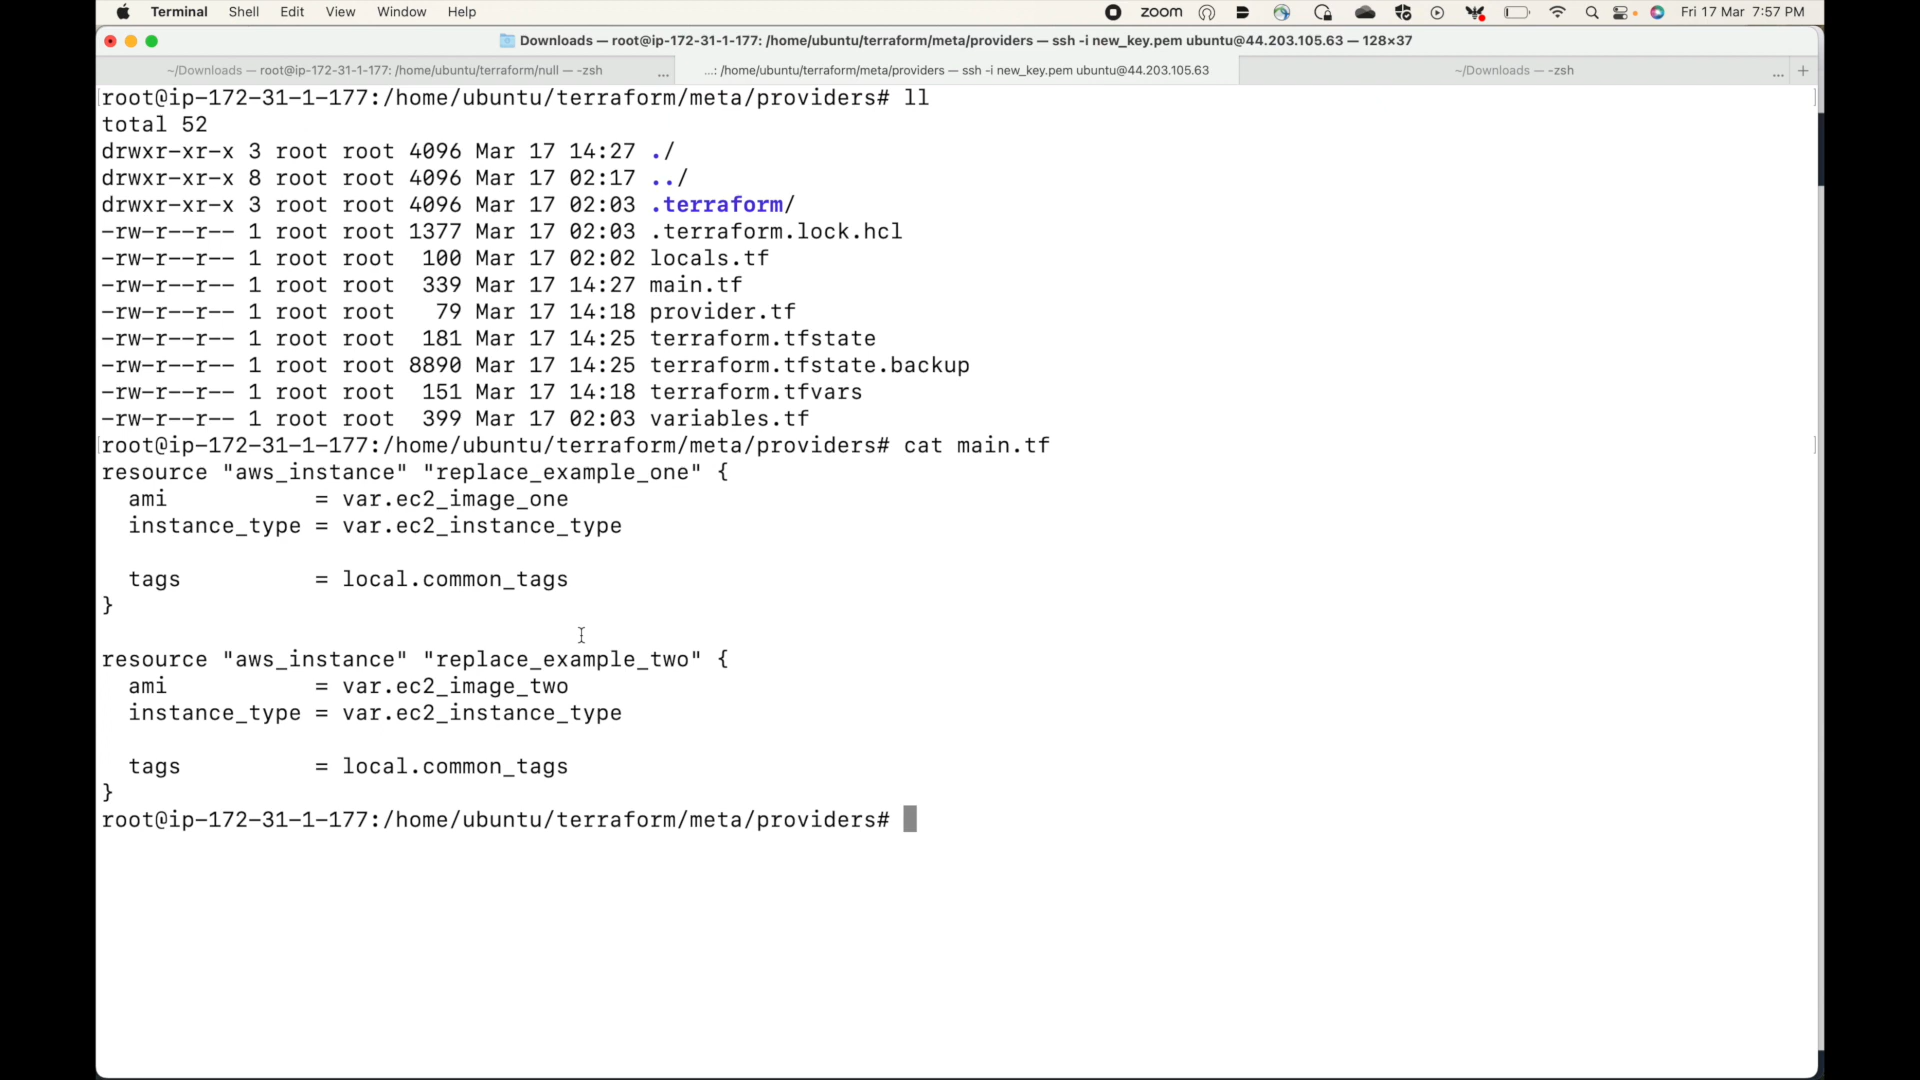 Terminal Shell Edit View Window Help zoom Fri 17 Mar 7:57 PM
Downloads — root@ip-172-31-1-177: /home/ubuntu/terraform/meta/providers — ssh -i new_key.pem ubuntu@44.203.105.63 — 128×37
~/Downloads — root@ip-172-31-1-177: /home/ubuntu/terraform/null — -zsh ... ...: /home/ubuntu/terraform/meta/providers — ssh -i new_key.pem ubuntu@44.203.105.63 ~/Downloads — -zsh ... +
[root@ip-172-31-1-177:/home/ubuntu/terraform/meta/providers# ll ]
total 52
drwxr-xr-x 3 root root 4096 Mar 17 14:27 ./
drwxr-xr-x 8 root root 4096 Mar 17 02:17 ../
drwxr-xr-x 3 root root 4096 Mar 17 02:03 .terraform/
-rw-r--r-- 1 root root 1377 Mar 17 02:03 .terraform.lock.hcl
-rw-r--r-- 1 root root  100 Mar 17 02:02 locals.tf
-rw-r--r-- 1 root root  339 Mar 17 14:27 main.tf
-rw-r--r-- 1 root root   79 Mar 17 14:18 provider.tf
-rw-r--r-- 1 root root  181 Mar 17 14:25 terraform.tfstate
-rw-r--r-- 1 root root 8890 Mar 17 14:25 terraform.tfstate.backup
-rw-r--r-- 1 root root  151 Mar 17 14:18 terraform.tfvars
-rw-r--r-- 1 root root  399 Mar 17 02:03 variables.tf
[root@ip-172-31-1-177:/home/ubuntu/terraform/meta/providers# cat main.tf ]
resource "aws_instance" "replace_example_one" {
  ami           = var.ec2_image_one
  instance_type = var.ec2_instance_type
  tags          = local.common_tags
}
resource "aws_instance" "replace_example_two" {
  ami           = var.ec2_image_two
  instance_type = var.ec2_instance_type
  tags          = local.common_tags
}
root@ip-172-31-1-177:/home/ubuntu/terraform/meta/providers#